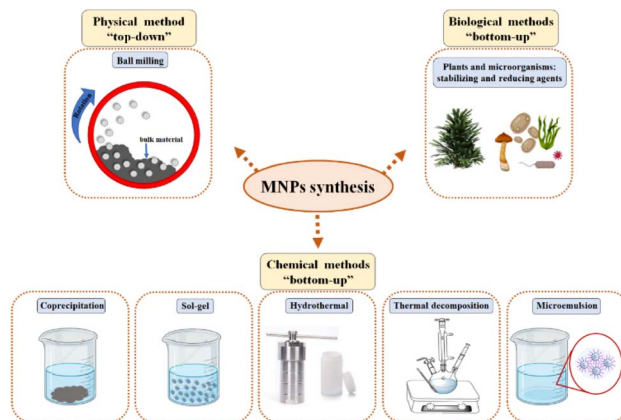 Physical method
“top-down”
Ball milling
Rotation
bulk material
Biological methods
“bottom-up”
Plants and microorganisms:
stabilizing and reducing agents
MNPs synthesis
Chemical methods
“bottom-up”
Coprecipitation
Sol-gel
Hydrothermal
Thermal decomposition
Microemulsion